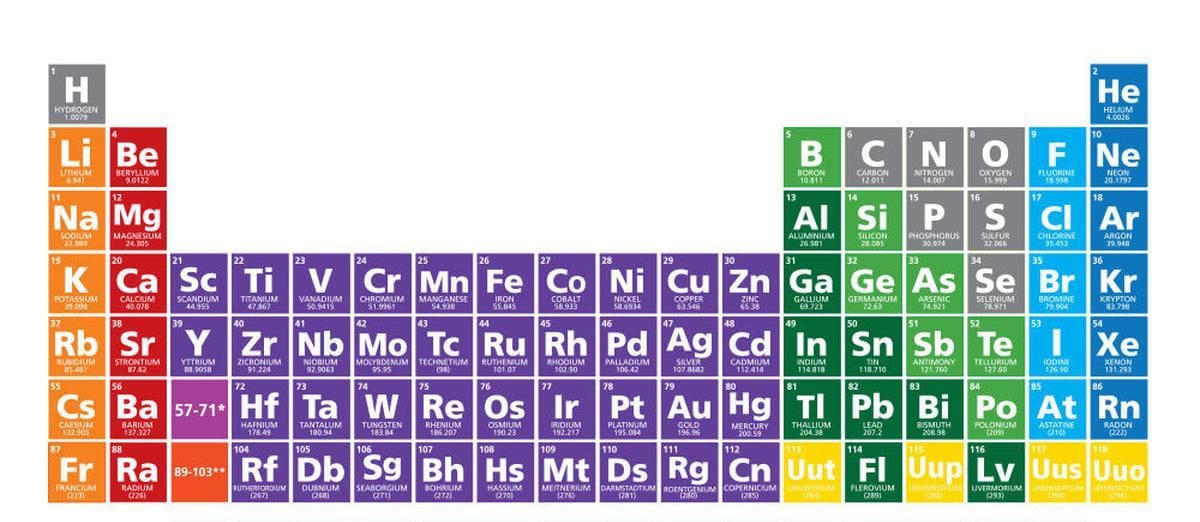 1 2
H He
HYDROGEN HELIUM
1.0079 4.0026
3 4 5 6 7 8 9 10
Li Be B C N O F Ne
LITHIUM BERYLLIUM BORON CARBON NITROGEN OXYGEN FLUORINE NEON
6.941 9.0122 10.811 12.011 14.007 15.999 18.998 20.1797
11 12 13 14 15 16 17 18
Na Mg Al Si P S Cl Ar
SODIUM MAGNESIUM ALUMINIUM SILICON PHOSPHORUS SULFUR CHLORINE ARGON
22.989 24.305 26.981 28.085 30.974 32.066 35.453 39.948
19 20 21 22 23 24 25 26 27 28 29 30 31 32 33 34 35 36
K Ca Sc Ti V Cr Mn Fe Co Ni Cu Zn Ga Ge As Se Br Kr
POTASSIUM CALCIUM SCANDIUM TITANIUM VANADIUM CHROMIUM MANGANESE IRON COBALT NICKEL COPPER ZINC GALLIUM GERMANIUM ARSENIC SELENIUM BROMINE KRYPTON
39.098 40.078 44.955 47.867 50.9415 51.9961 54.938 55.845 58.933 58.6934 63.546 65.38 69.723 72.63 74.921 78.971 79.904 83.798
37 38 39 40 41 42 43 44 45 46 47 48 49 50 51 52 53 54
Rb Sr Y Zr Nb Mo Tc Ru Rh Pd Ag Cd In Sn Sb Te I Xe
RUBIDIUM STRONTIUM YTTRIUM ZICRONIUM NIOBIUM MOLYBDENUM TECHNETIUM RUTHENIUM RHODIUM PALLADIUM SILVER CADMIUM INDIUM TIN ANTIMONY TELLURIUM IODINE XENON
85.467 87.62 88.9058 91.224 92.9063 95.95 (98) 101.07 102.90 106.42 107.8682 112.414 114.818 118.710 121.760 127.60 126.90 131.293
55 56 72 73 74 75 76 77 78 79 80 81 82 83 84 85 86
Cs Ba 57-71* Hf Ta W Re Os Ir Pt Au Hg Tl Pb Bi Po At Rn
CAESIUM BARIUM HAFNIUM TANTALUM TUNGSTEN RHENIUM OSMIUM IRIDIUM PLATINUM GOLD MERCURY THALLIUM LEAD BISMUTH POLONIUM ASTATINE RADON
132.905 137.327 178.49 180.94 183.84 186.207 190.23 192.217 195.084 196.96 200.59 204.38 207.2 208.98 (209) (210) (222)
87 88 104 105 106 107 108 109 110 111 112 113 114 115 116 117 118
Fr Ra 89-103** Rf Db Sg Bh Hs Mt Ds Rg Cn Uut Fl Uup Lv Uus Uuo
FRANCIUM RADIUM RUTHERFORDIUM DUBNIUM SEABORGIUM BOHRIUM HASSIUM MEITNERIUM DARMSTADTIUM ROENTGENIUM COPERNICIUM FLEROVIUM LIVERMORIUM
(223) (226) (267) (268) (271) (272) (270) (276) (281) (280) (285) (289) (293)